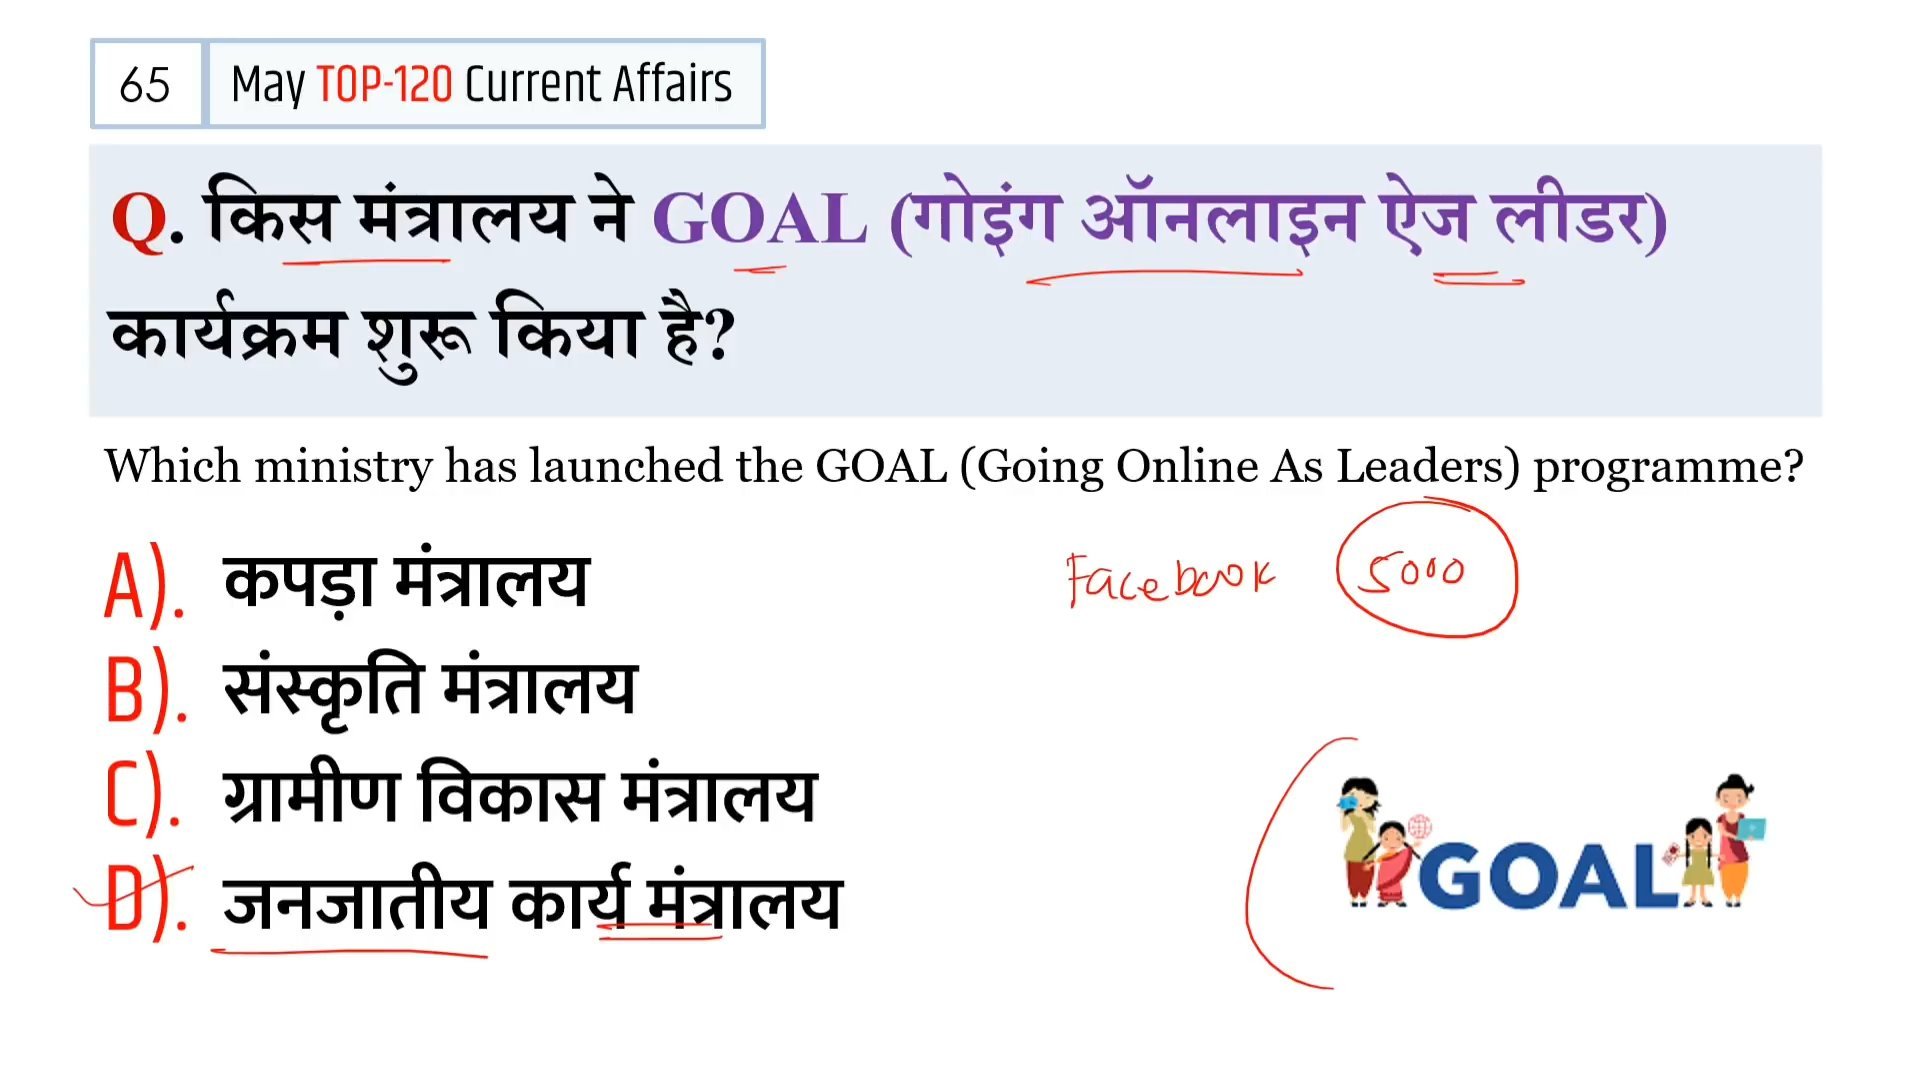 65
May TOP-120 Current Affairs
Q. किस मंत्रालय ने GOAL (गोइंग ऑनलाइन ऐज लीडर)
कार्यक्रम शुरू किया है?
Which ministry has launched the GOAL (Going Online As Leaders) programme?
A). कपड़ा मंत्रालय
Facebook 5000
B). संस्कृति मंत्रालय
C). ग्रामीण विकास मंत्रालय
D). जनजातीय कार्य मंत्रालय
GOAL